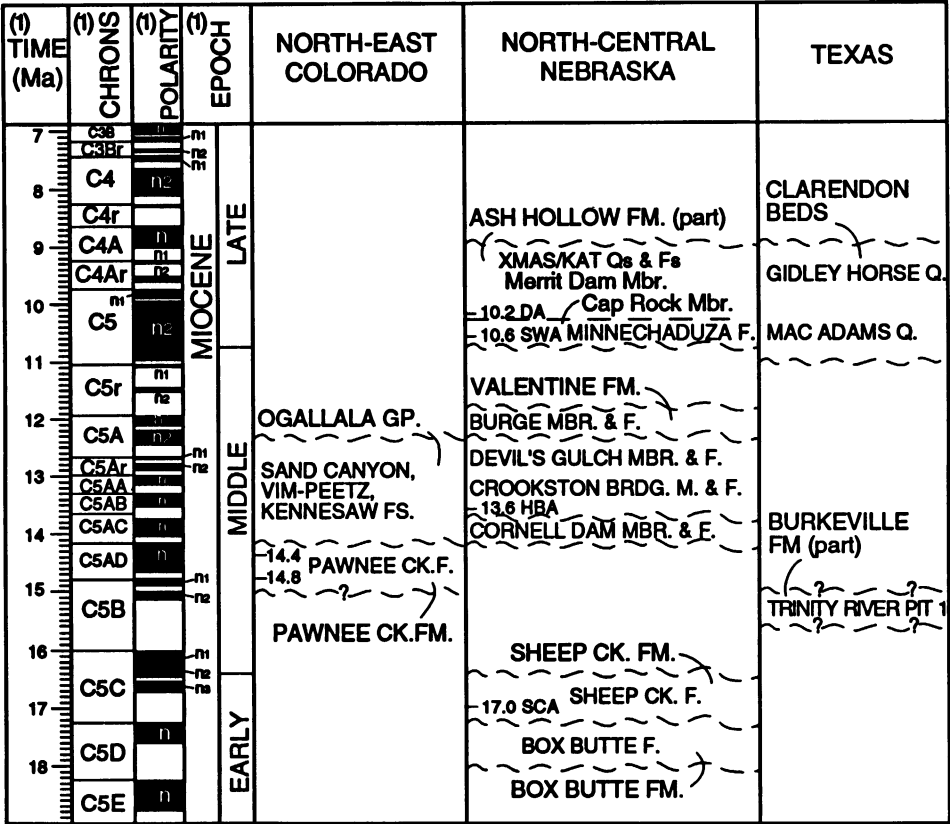 (1)
TIME
(Ma)
(1)
CHRONS
(1)
POLARITY
(1)
EPOCH
NORTH-EAST
COLORADO
NORTH-CENTRAL
NEBRASKA
TEXAS
7
8
9
10
11
12
13
14
15
16
17
18
C3B
C3Br
C4
C4r
C4A
C4Ar
C5
C5r
C5A
C5Ar
C5AA
C5AB
C5AC
C5AD
C5B
C5C
C5D
C5E
n
n1
n2
n1
n2
n
n1
n2
n1
n2
n1
n2
n
n2
n1
n2
n
n
n
n
n1
n2
n1
n2
n3
n
n
MIOCENE
LATE
MIDDLE
EARLY
OGALLALA GP.
SAND CANYON,
VIM-PEETZ,
KENNESAW FS.
14.4
PAWNEE CK.F.
14.8
?
PAWNEE CK.FM.
ASH HOLLOW FM. (part)
XMAS/KAT Qs & Fs
Merrit Dam Mbr.
Cap Rock Mbr.
10.2 DA
10.6 SWA MINNECHADUZA F.
VALENTINE FM.
BURGE MBR. & F.
DEVIL'S GULCH MBR. & F.
CROOKSTON BRDG. M. & F.
13.6 HBA
CORNELL DAM MBR. & F.
SHEEP CK. FM.
17.0 SCA SHEEP CK. F.
BOX BUTTE F.
BOX BUTTE FM.
CLARENDON
BEDS
GIDLEY HORSE Q.
MAC ADAMS Q.
BURKEVILLE
FM (part)
? ?
TRINITY RIVER PIT 1
? ?